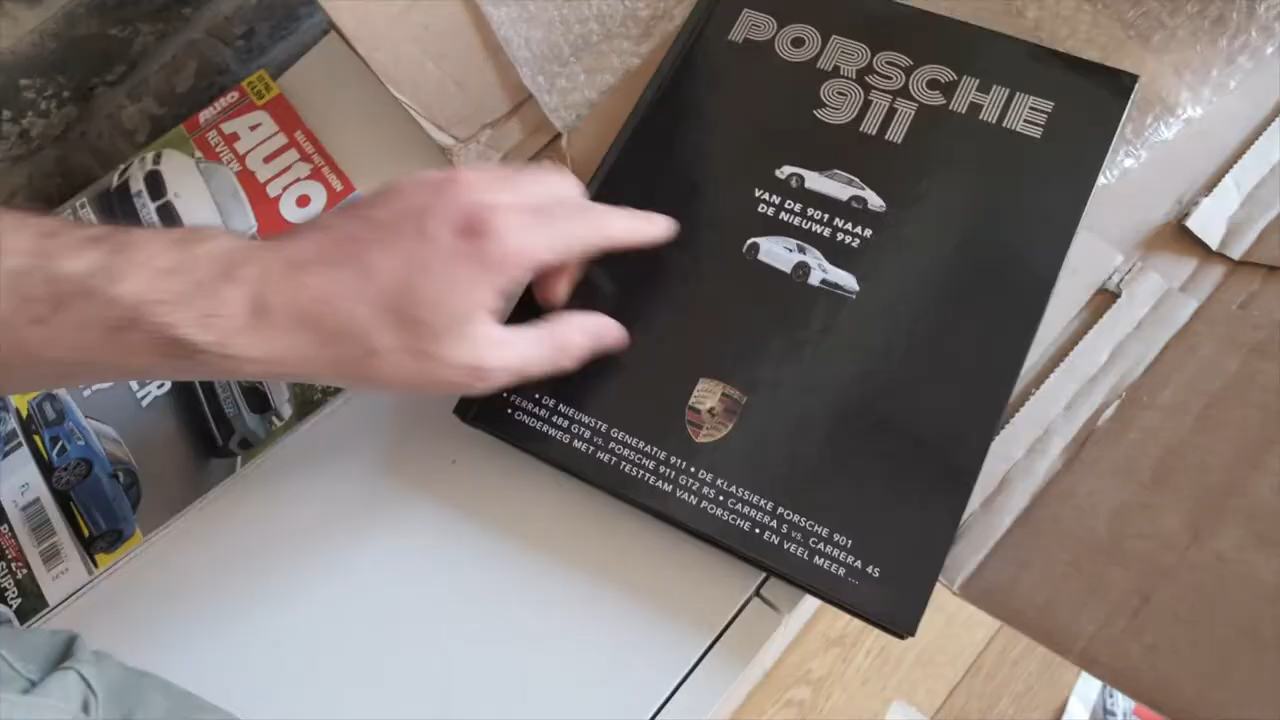 PORSCHE
911
VAN DE 901 NAAR
DE NIEUWE 992
• DE NIEUWSTE GENERATIE 911 • DE KLASSIEKE PORSCHE 901
• FERRARI 488 GTB vs. PORSCHE 911 GT2 RS • CARRERA S vs. CARRERA 4S
• ONDERWEG MET HET TESTTEAM VAN PORSCHE • EN VEEL MEER ...
Auto
REVIEW
Auto
SUPRA